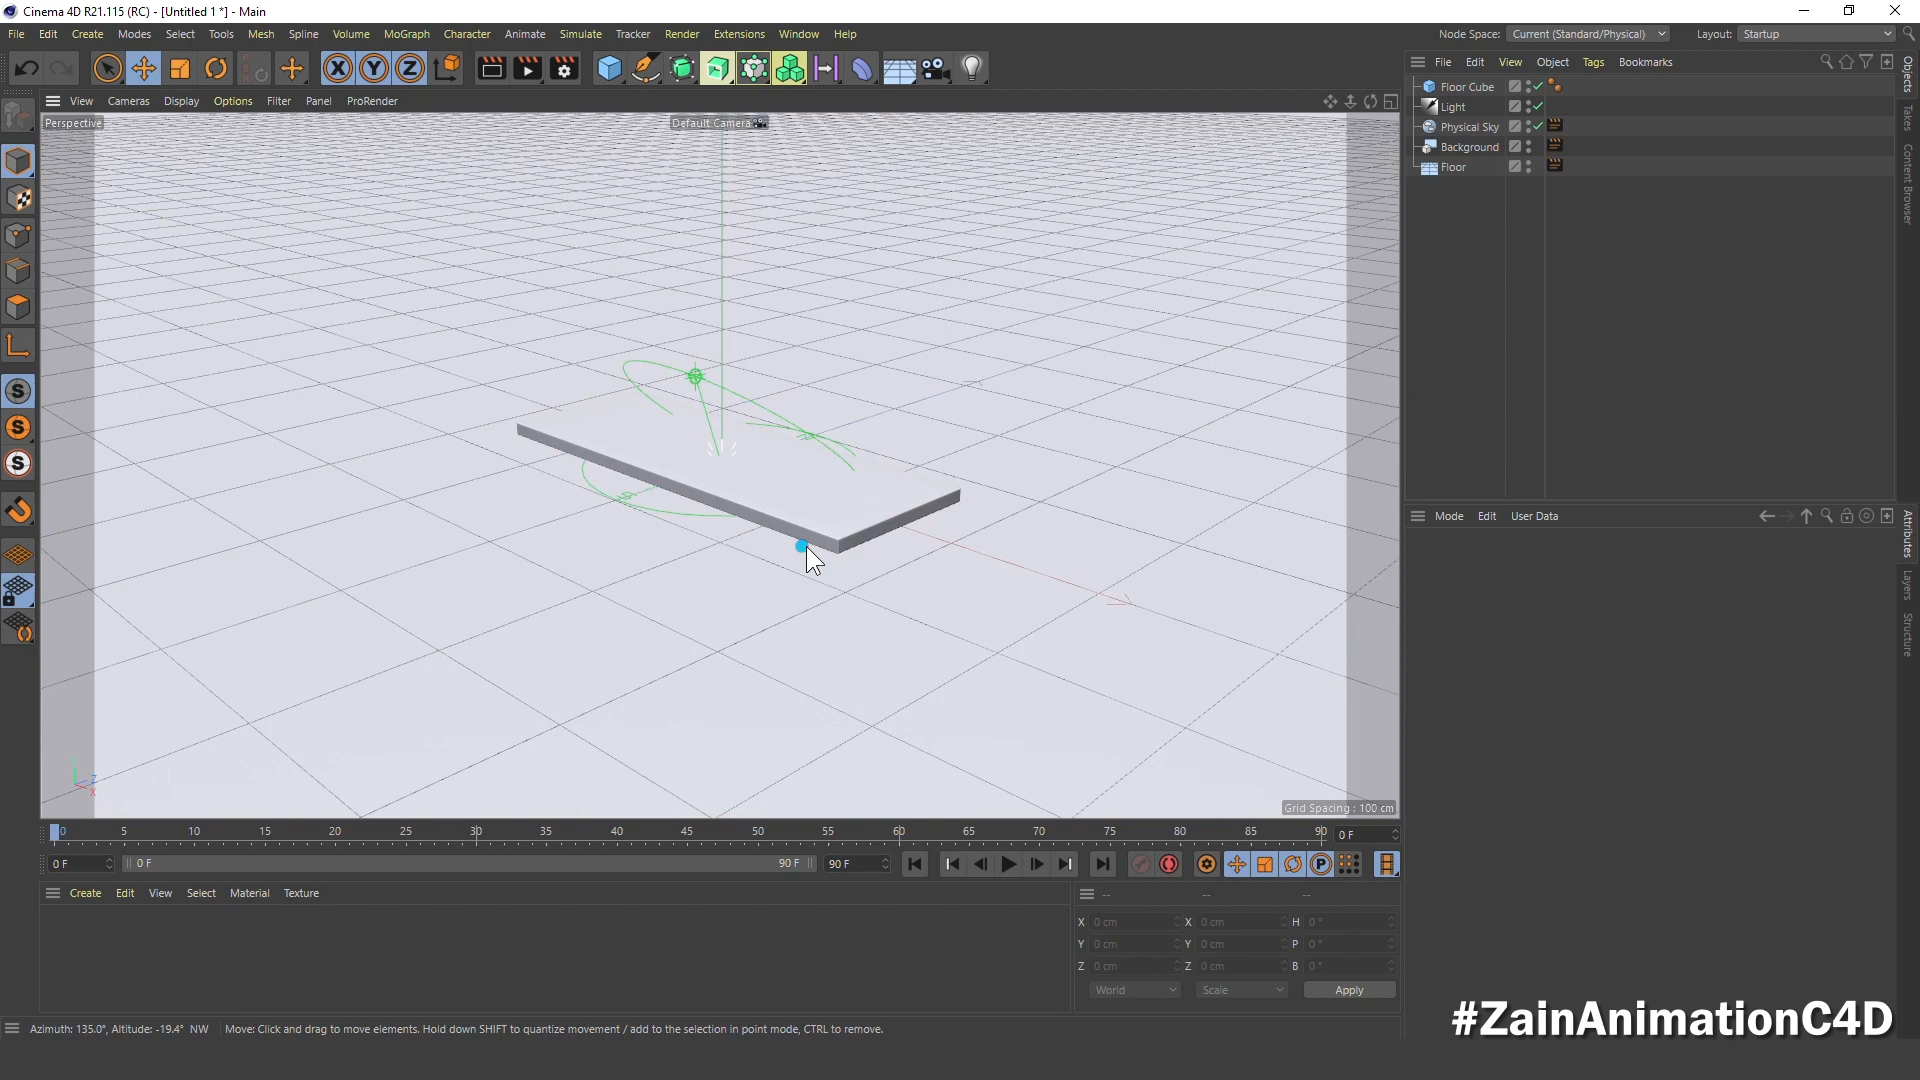 Cinema 4D R21.115 (RC) - [Untitled 1 *] - Main
File Edit Create Modes Select Tools Mesh Spline Volume MoGraph Character Animate Simulate Tracker Render Extensions Window Help
Node Space: Current (Standard/Physical) Layout: Startup
View Cameras Display Options Filter Panel ProRender
File Edit View Object Tags Bookmarks
Perspective
Default Camera
Floor Cube
Light
Physical Sky
Background
Floor
Objects
Takes
Content Browser
Mode Edit User Data
Attributes
Layers
Structure
Y
Z
X
Grid Spacing : 100 cm
0 5 10 15 20 25 30 35 40 45 50 55 60 65 70 75 80 85 90 0 F
0 F 0 F 90 F 90 F
Create Edit View Select Material Texture
-- -- --
X 0 cm X 0 cm H 0 °
Y 0 cm Y 0 cm P 0 °
Z 0 cm Z 0 cm B 0 °
World Scale Apply
#ZainAnimationC4D
Azimuth: 135.0°, Altitude: -19.4° NW Move: Click and drag to move elements. Hold down SHIFT to quantize movement / add to the selection in point mode, CTRL to remove.